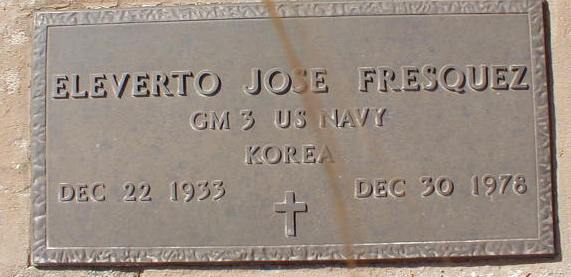 ELEVERTO JOSE FRESQUEZ
GM 3 US NAVY
KOREA
DEC 22 1933 DEC 30 1978